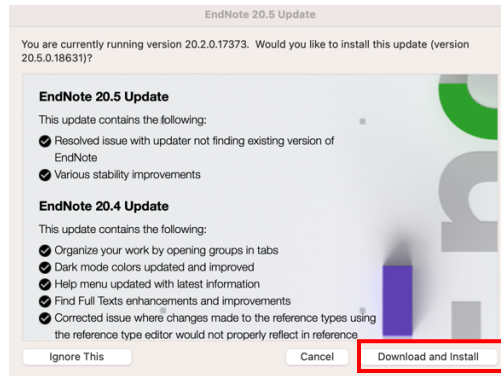 EndNote 20.5 Update
You are currently running version 20.2.0.17373.  Would you like to install this update (version
20.5.0.18631)?
EndNote 20.5 Update
This update contains the following:
Resolved issue with updater not finding existing version of
EndNote
Various stability improvements
EndNote 20.4 Update
This update contains the following:
Organize your work by opening groups in tabs
Dark mode colors updated and improved
Help menu updated with latest information
Find Full Texts enhancements and improvements
Corrected issue where changes made to the reference types using
the reference type editor would not properly reflect in reference
Ignore This
Cancel
Download and Install